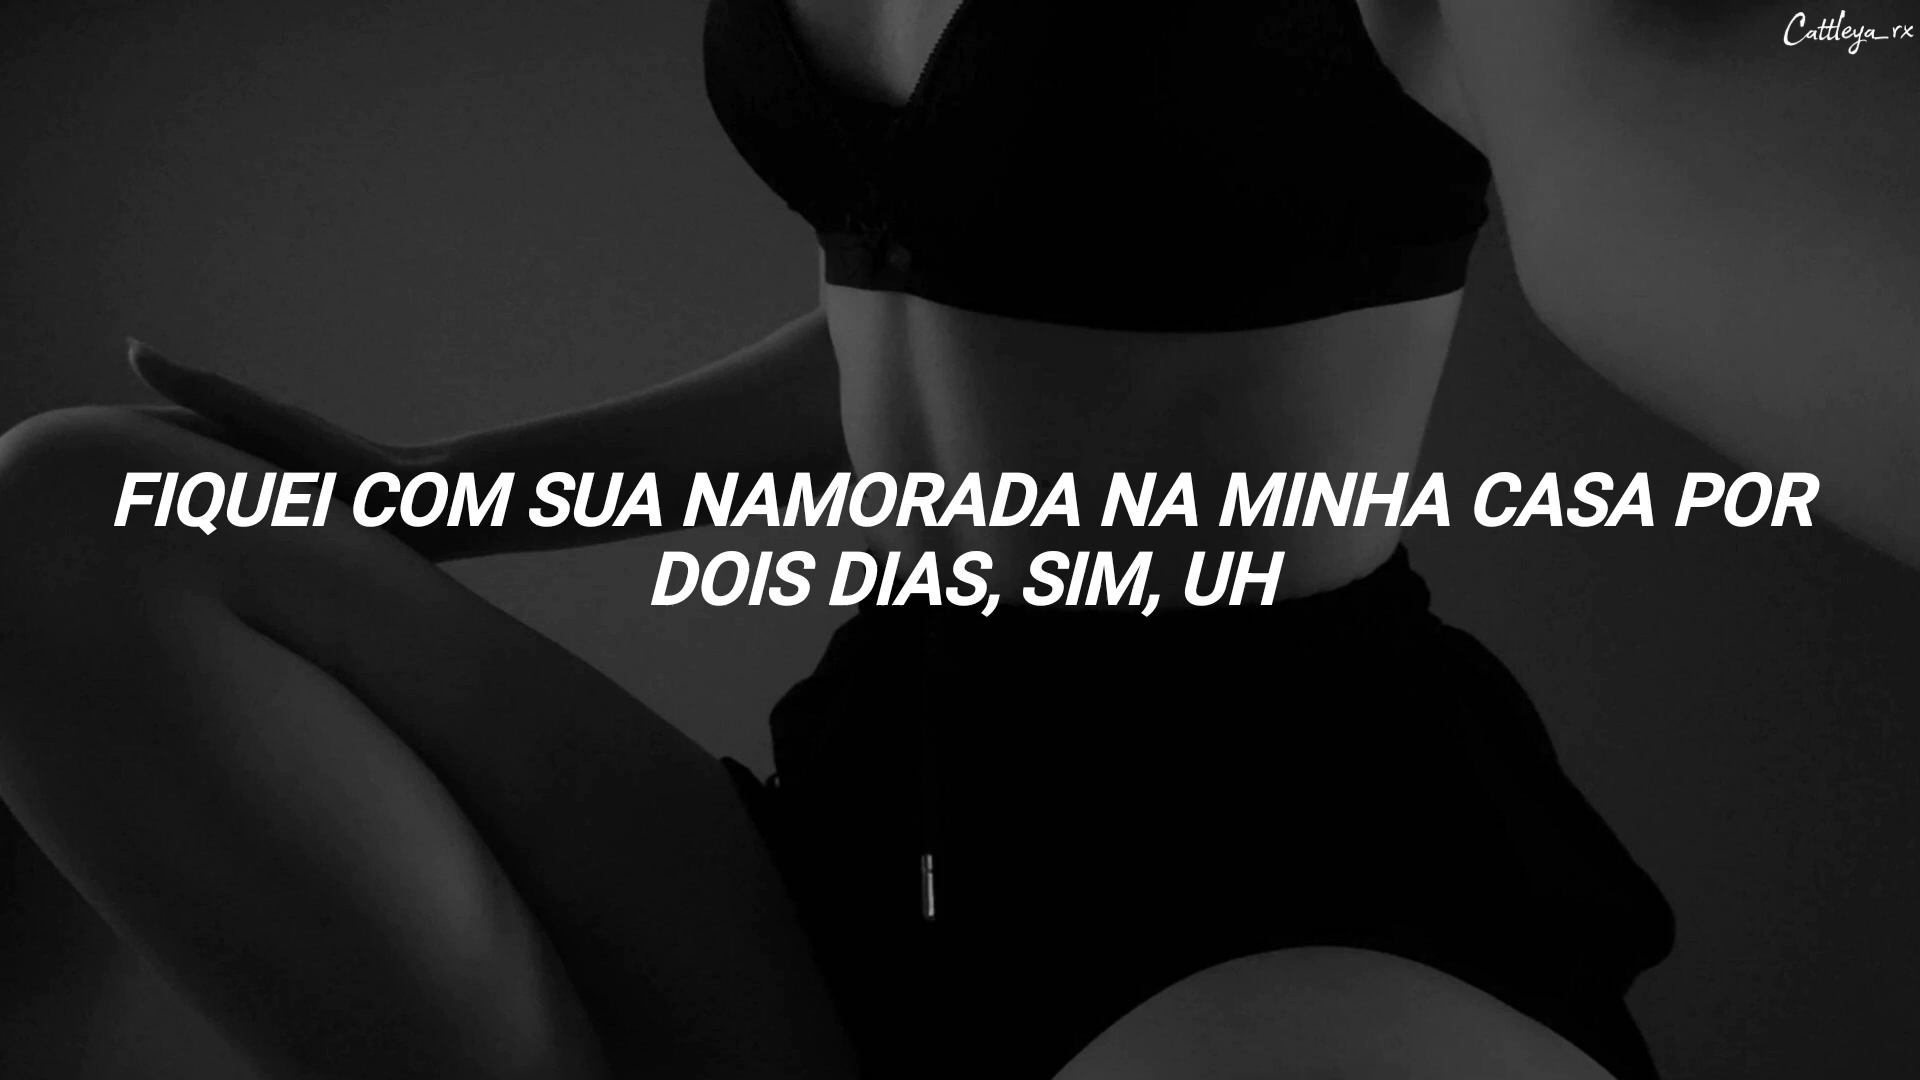 Cattleya_rx
FIQUEI COM SUA NAMORADA NA MINHA CASA POR
DOIS DIAS, SIM, UH